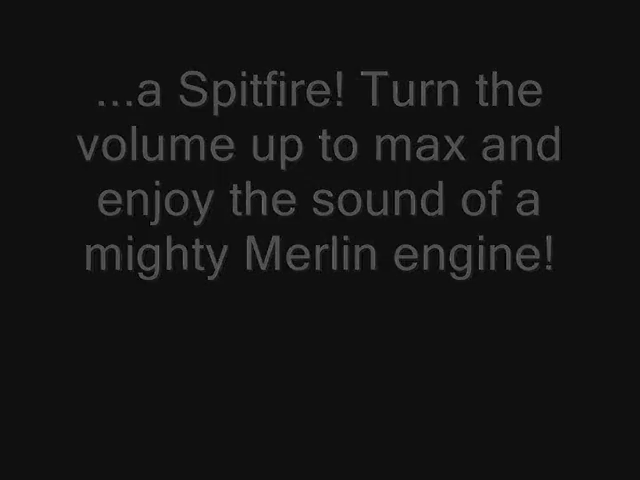 ...a Spitfire! Turn the
volume up to max and
enjoy the sound of a
mighty Merlin engine!